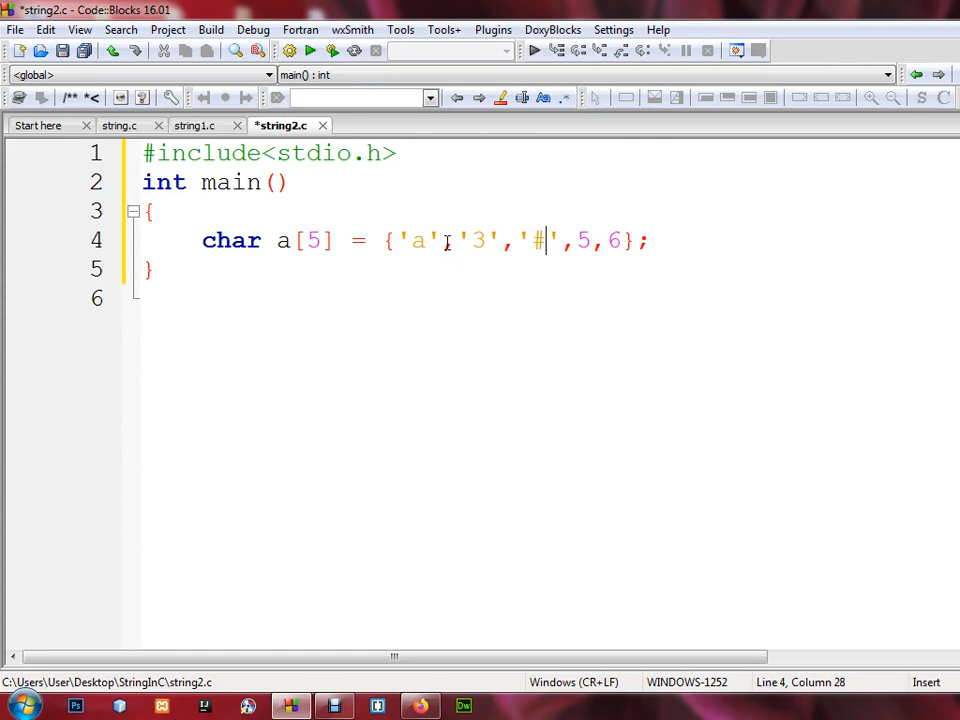 *string2.c - Code::Blocks 16.01
File Edit View Search Project Build Debug Fortran wxSmith Tools Tools+ Plugins DoxyBlocks Settings Help
<global> main() : int
/** *< S C
Start here string.c string1.c *string2.c
1 #include<stdio.h>
2 int main()
3 {
4 char a[5] = {'a','3','#',5,6};
5 }
6
C:\Users\User\Desktop\StringInC\string2.c Windows (CR+LF) WINDOWS-1252 Line 4, Column 28 Insert
Ps Dw